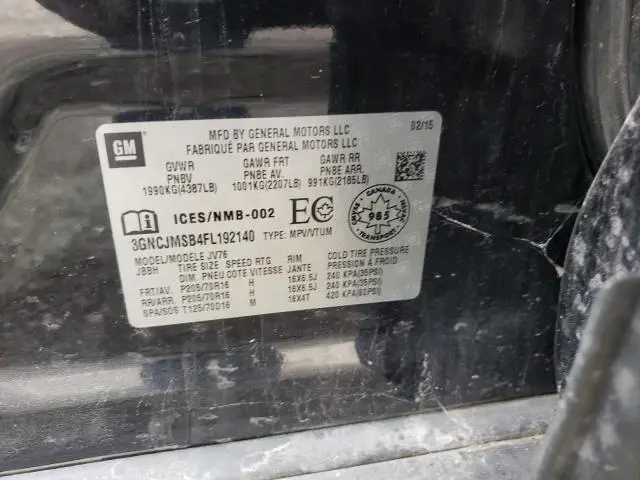 GM
MFD BY GENERAL MOTORS LLC
FABRIQUÉ PAR GENERAL MOTORS LLC
02/15
GVWR GAWR FRT GAWR RR
PNBV PNBE AV. PNBE ARR.
1990KG(4387LB) 1001KG(2207LB) 991KG(2185LB)
ICES/NMB-002 EC
CANADA
985
3GNCJMSB4FL192140 TYPE: MPV/VTUM
MODEL/MODELE JV76
JBBH TIRE SIZE SPEED RTG RIM COLD TIRE PRESSURE
DIM. PNEU COTE VITESSE JANTE PRESSION A FROID
FRT/AV. P205/70R16 H 16X6.5J 240 KPA(35PSI)
RR/ARR. P205/70R16 H 16X6.5J 240 KPA(35PSI)
SPA/SOS T125/70D16 M 16X4T 420 KPA(60PSI)